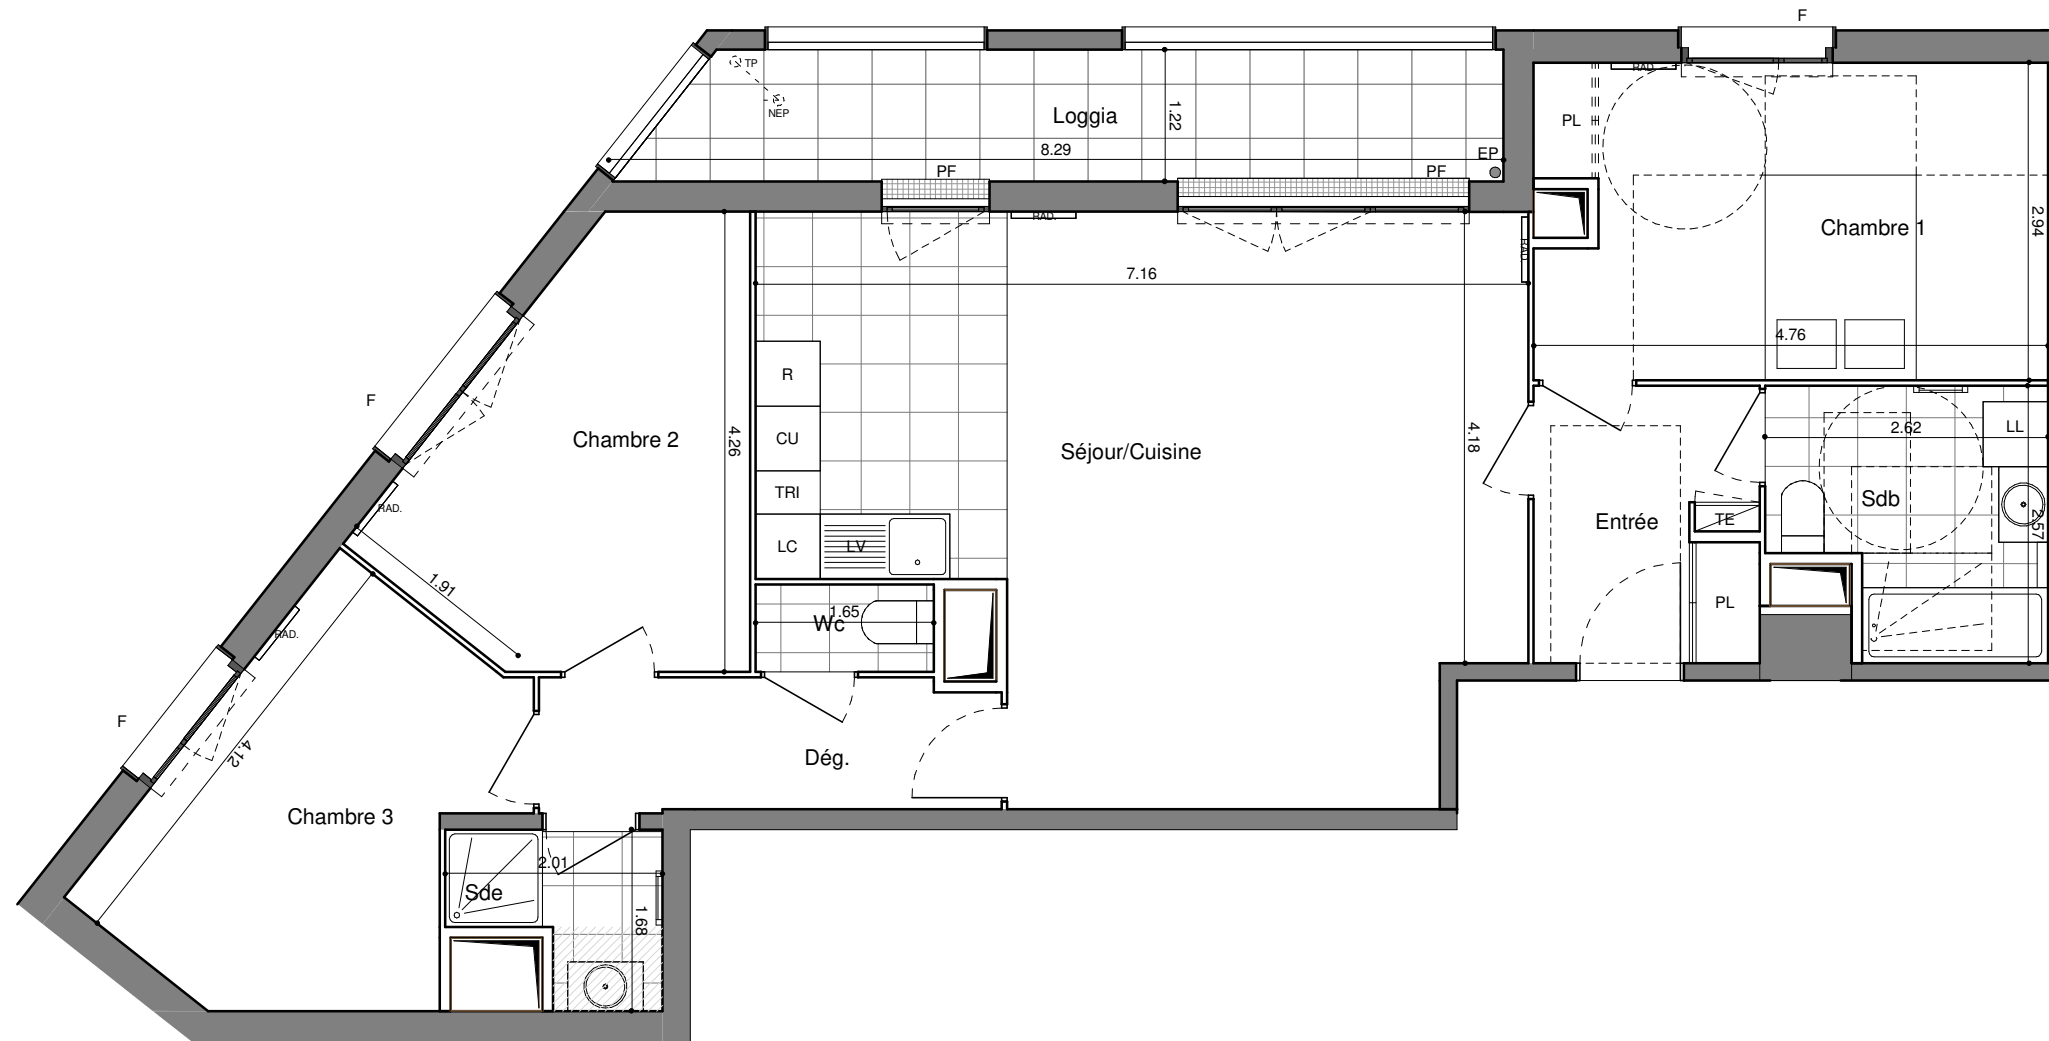 F
TP
NEP
Loggia
1.22
8.29
EP
PF
PF
RAD.
PL
RAD.
RAD.
Chambre 1
2.94
7.16
4.76
F
R
CU
TRI
LC
LV
Chambre 2
4.26
Séjour/Cuisine
4.18
2.62
LL
Sdb
2.57
Entrée
TE
PL
RAD.
1.91
1.65
Wc
RAD.
F
4.12
Dég.
Chambre 3
2.01
Sde
1.68